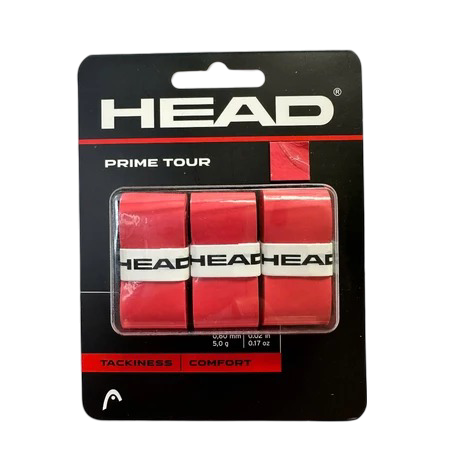 HEAD®
PRIME TOUR
HEAD HEAD HEAD
0,60 mm 0.02 in
5,0 g 0.17 oz
TACKINESS COMFORT